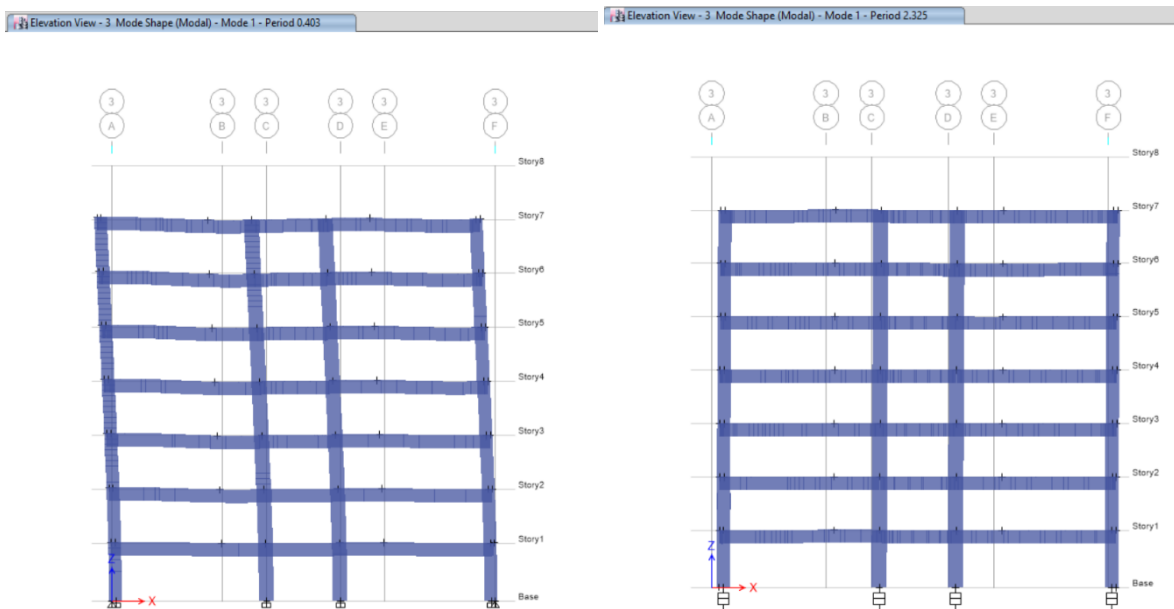 Elevation View - 3 Mode Shape (Modal) - Mode 1 - Period 0.403
3 3 3 3 3 3
A B C D E F
Story8
Story7
Story6
Story5
Story4
Story3
Story2
Story1
Base
Z
X
Elevation View - 3 Mode Shape (Modal) - Mode 1 - Period 2.325
3 3 3 3 3 3
A B C D E F
Story8
Story7
Story6
Story5
Story4
Story3
Story2
Story1
Base
Z
X